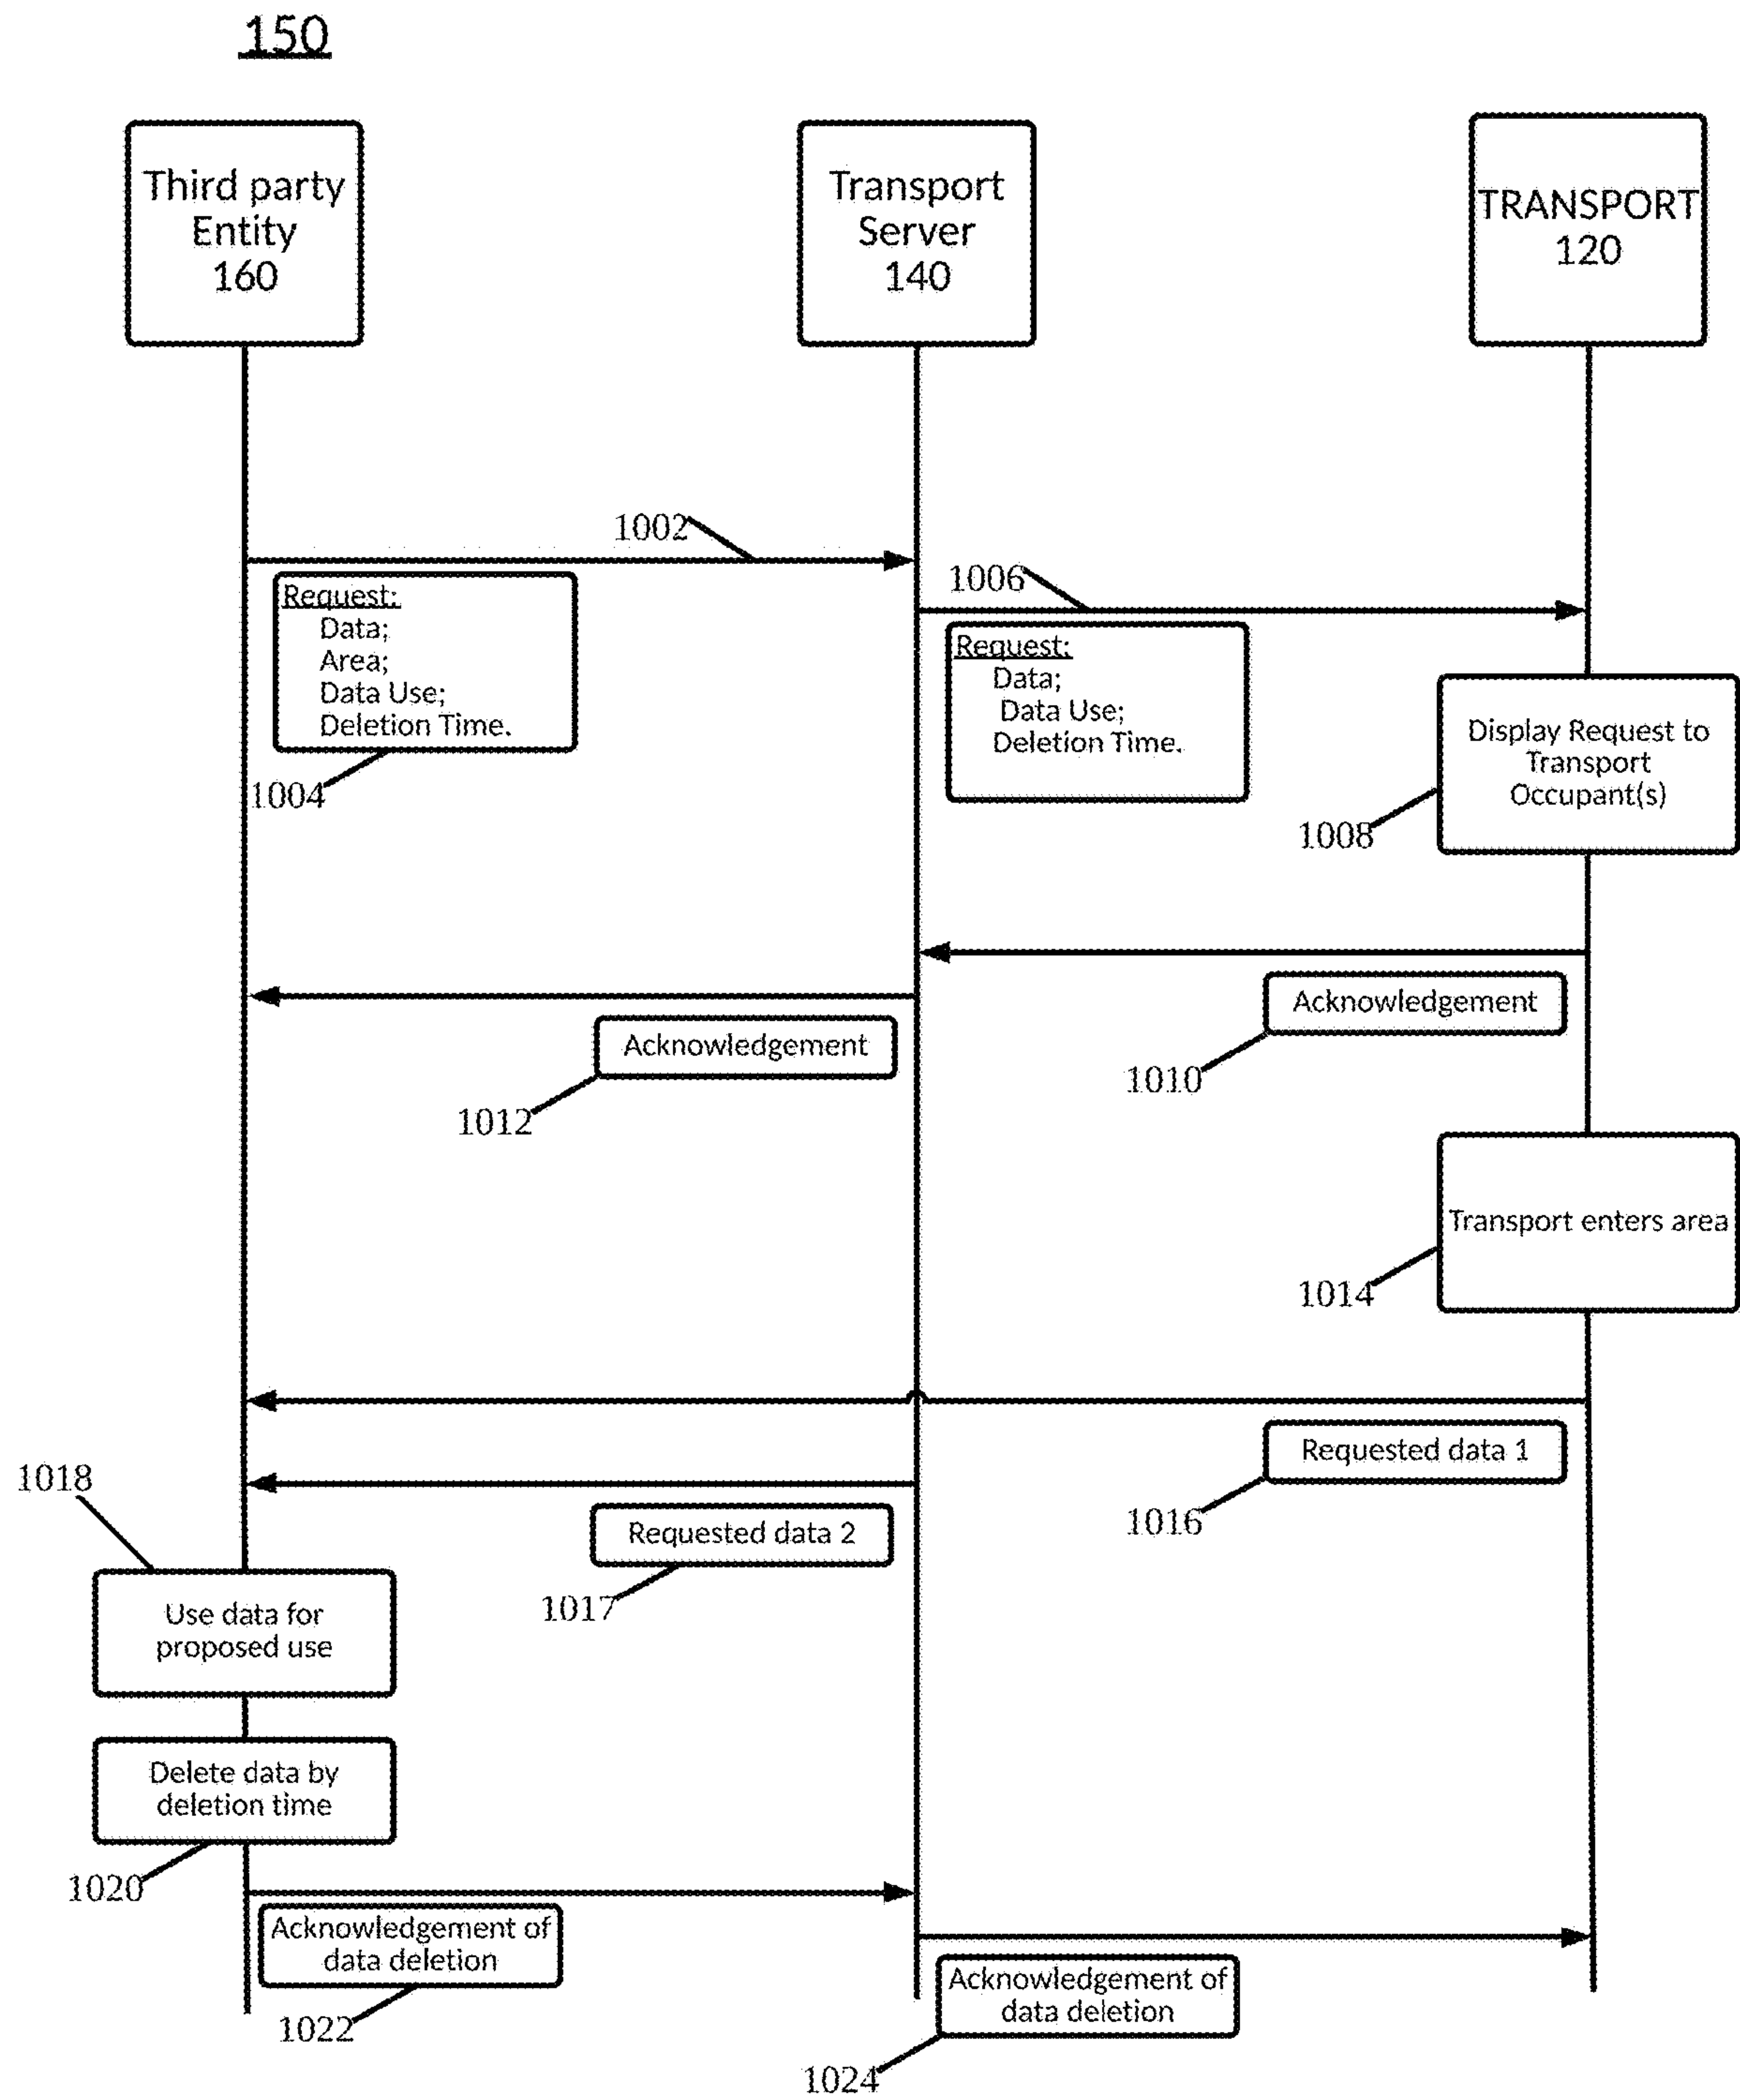 150
Third party
Entity
160
Transport
Server
140
TRANSPORT
120
1002
Request:
Data;
Area;
Data Use;
Deletion Time.
1004
1006
Request:
Data;
Data Use;
Deletion Time.
Display Request to
Transport
Occupant(s)
1008
Acknowledgement
1010
Acknowledgement
1012
Transport enters area
1014
Requested data 1
1016
Requested data 2
1017
1018
Use data for
proposed use
Delete data by
deletion time
1020
Acknowledgement of
data deletion
1022
Acknowledgement of
data deletion
1024